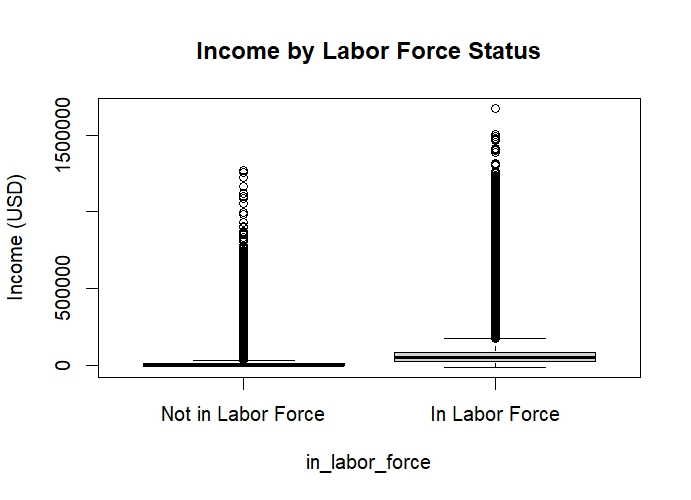 Income by Labor Force Status
Income (USD)
1500000
500000
0
Not in Labor Force
In Labor Force
in_labor_force